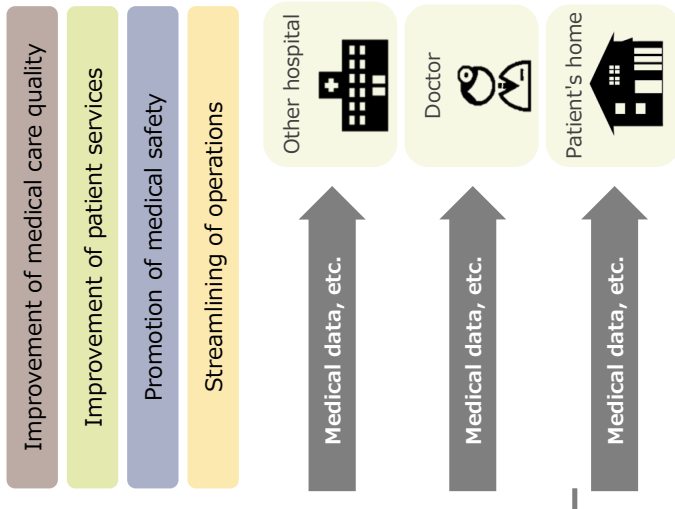 Improvement of medical care quality
Improvement of patient services
Promotion of medical safety
Streamlining of operations
Other hospital
Medical data, etc.
Doctor
Medical data, etc.
Patient's home
Medical data, etc.